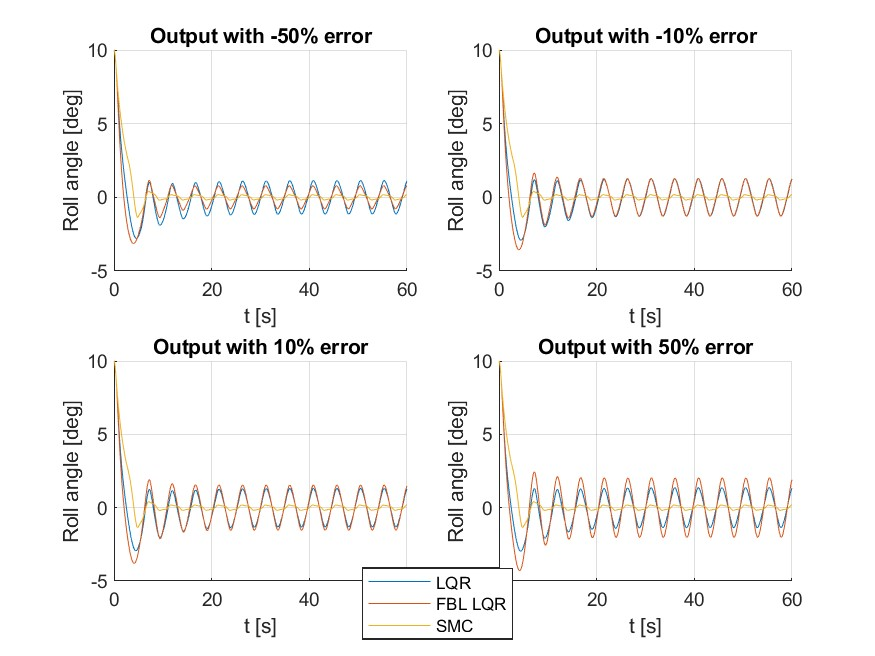 Output with -50% error
Output with -10% error
10
5
0
-5
Roll angle [deg]
0
20
40
60
t [s]
10
5
0
-5
Roll angle [deg]
0
20
40
60
t [s]
Output with 10% error
Output with 50% error
10
5
0
-5
Roll angle [deg]
0
20
60
t [s]
10
5
0
-5
Roll angle [deg]
20
40
60
t [s]
LQR
FBL LQR
SMC